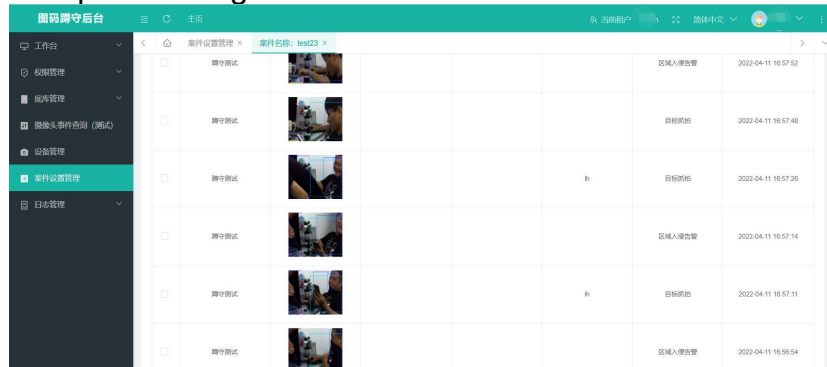 图码蹲守后台 主页 当前租户 简体中文
案件设置管理 × 案件名称：test23 ×
工作台
权限管理
底库管理
摄像头事件查询（测试）
设备管理
案件设置管理
日志管理
蹲守测试 区域入侵告警 2022-04-11 16:57:52
蹲守测试 目标抓拍 2022-04-11 16:57:48
蹲守测试 lh 目标抓拍 2022-04-11 16:57:26
蹲守测试 区域入侵告警 2022-04-11 16:57:14
蹲守测试 lh 目标抓拍 2022-04-11 16:57:11
蹲守测试 区域入侵告警 2022-04-11 16:56:54